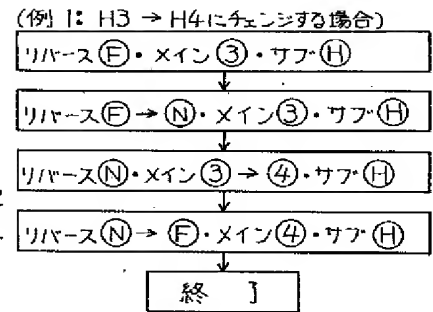 (例 1: H3 → H4にチェンジする場合)
リバースⒻ・メイン③・サブⒽ
リバースⒻ→Ⓝ・メイン③・サブⒽ
リバースⓃ・メイン③→④・サブⒽ
リバースⓃ→Ⓕ・メイン④・サブⒽ
終